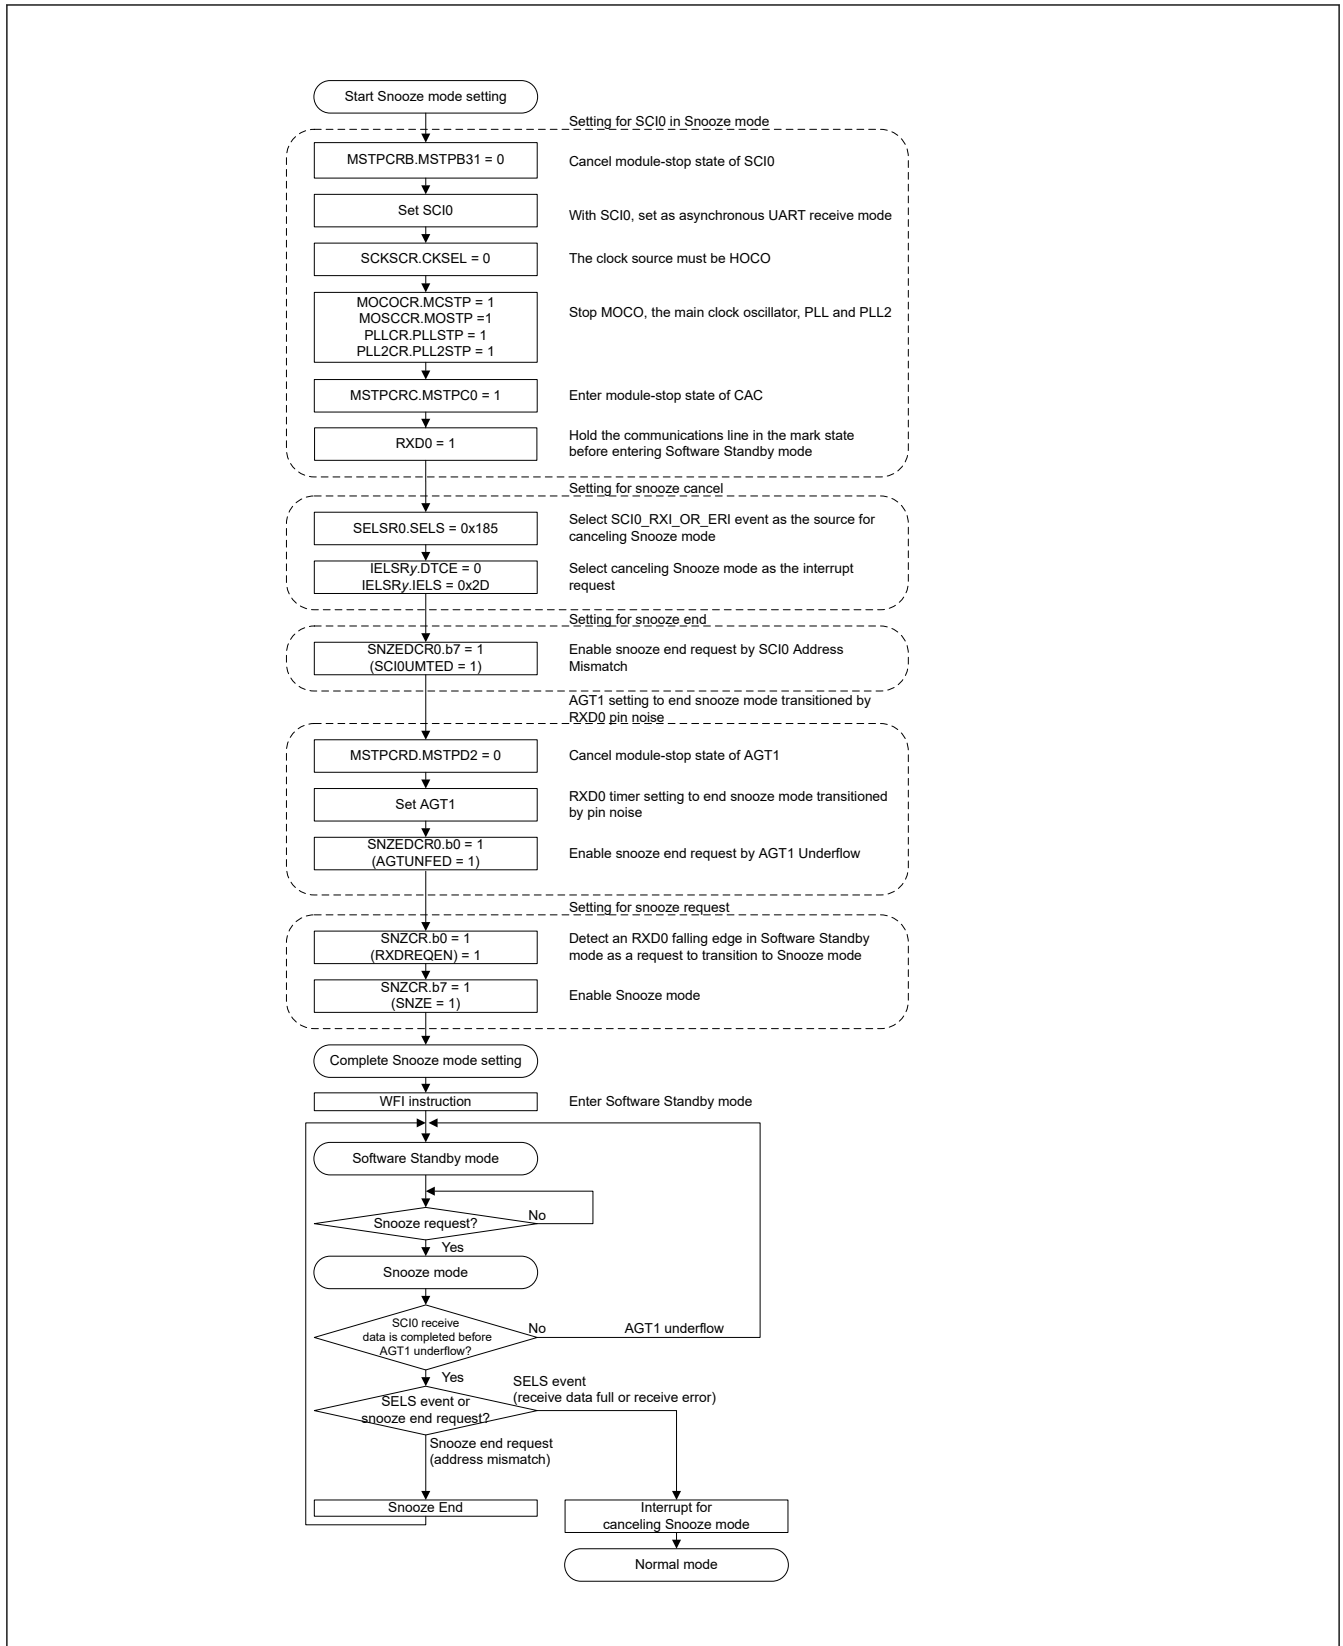 Start Snooze mode setting
Setting for SCI0 in Snooze mode
MSTPCRB.MSTPB31 = 0
Cancel module-stop state of SCI0
Set SCI0
With SCI0, set as asynchronous UART receive mode
SCKSCR.CKSEL = 0
The clock source must be HOCO
MOCOCR.MCSTP = 1
MOSCCR.MOSTP =1
PLLCR.PLLSTP = 1
PLL2CR.PLL2STP = 1
Stop MOCO, the main clock oscillator, PLL and PLL2
MSTPCRC.MSTPC0 = 1
Enter module-stop state of CAC
RXD0 = 1
Hold the communications line in the mark state
before entering Software Standby mode
Setting for snooze cancel
SELSR0.SELS = 0x185
Select SCI0_RXI_OR_ERI event as the source for
canceling Snooze mode
IELSRy.DTCE = 0
IELSRy.IELS = 0x2D
Select canceling Snooze mode as the interrupt
request
Setting for snooze end
SNZEDCR0.b7 = 1
(SCI0UMTED = 1)
Enable snooze end request by SCI0 Address
Mismatch
AGT1 setting to end snooze mode transitioned by
RXD0 pin noise
MSTPCRD.MSTPD2 = 0
Cancel module-stop state of AGT1
Set AGT1
RXD0 timer setting to end snooze mode transitioned
by pin noise
SNZEDCR0.b0 = 1
(AGTUNFED = 1)
Enable snooze end request by AGT1 Underflow
Setting for snooze request
SNZCR.b0 = 1
(RXDREQEN) = 1
Detect an RXD0 falling edge in Software Standby
mode as a request to transition to Snooze mode
SNZCR.b7 = 1
(SNZE = 1)
Enable Snooze mode
Complete Snooze mode setting
WFI instruction
Enter Software Standby mode
Software Standby mode
Snooze request?
No
Yes
Snooze mode
SCI0 receive
data is completed before
AGT1 underflow?
No
AGT1 underflow
Yes
SELS event
(receive data full or receive error)
SELS event or
snooze end request?
Snooze end request
(address mismatch)
Snooze End
Interrupt for
canceling Snooze mode
Normal mode